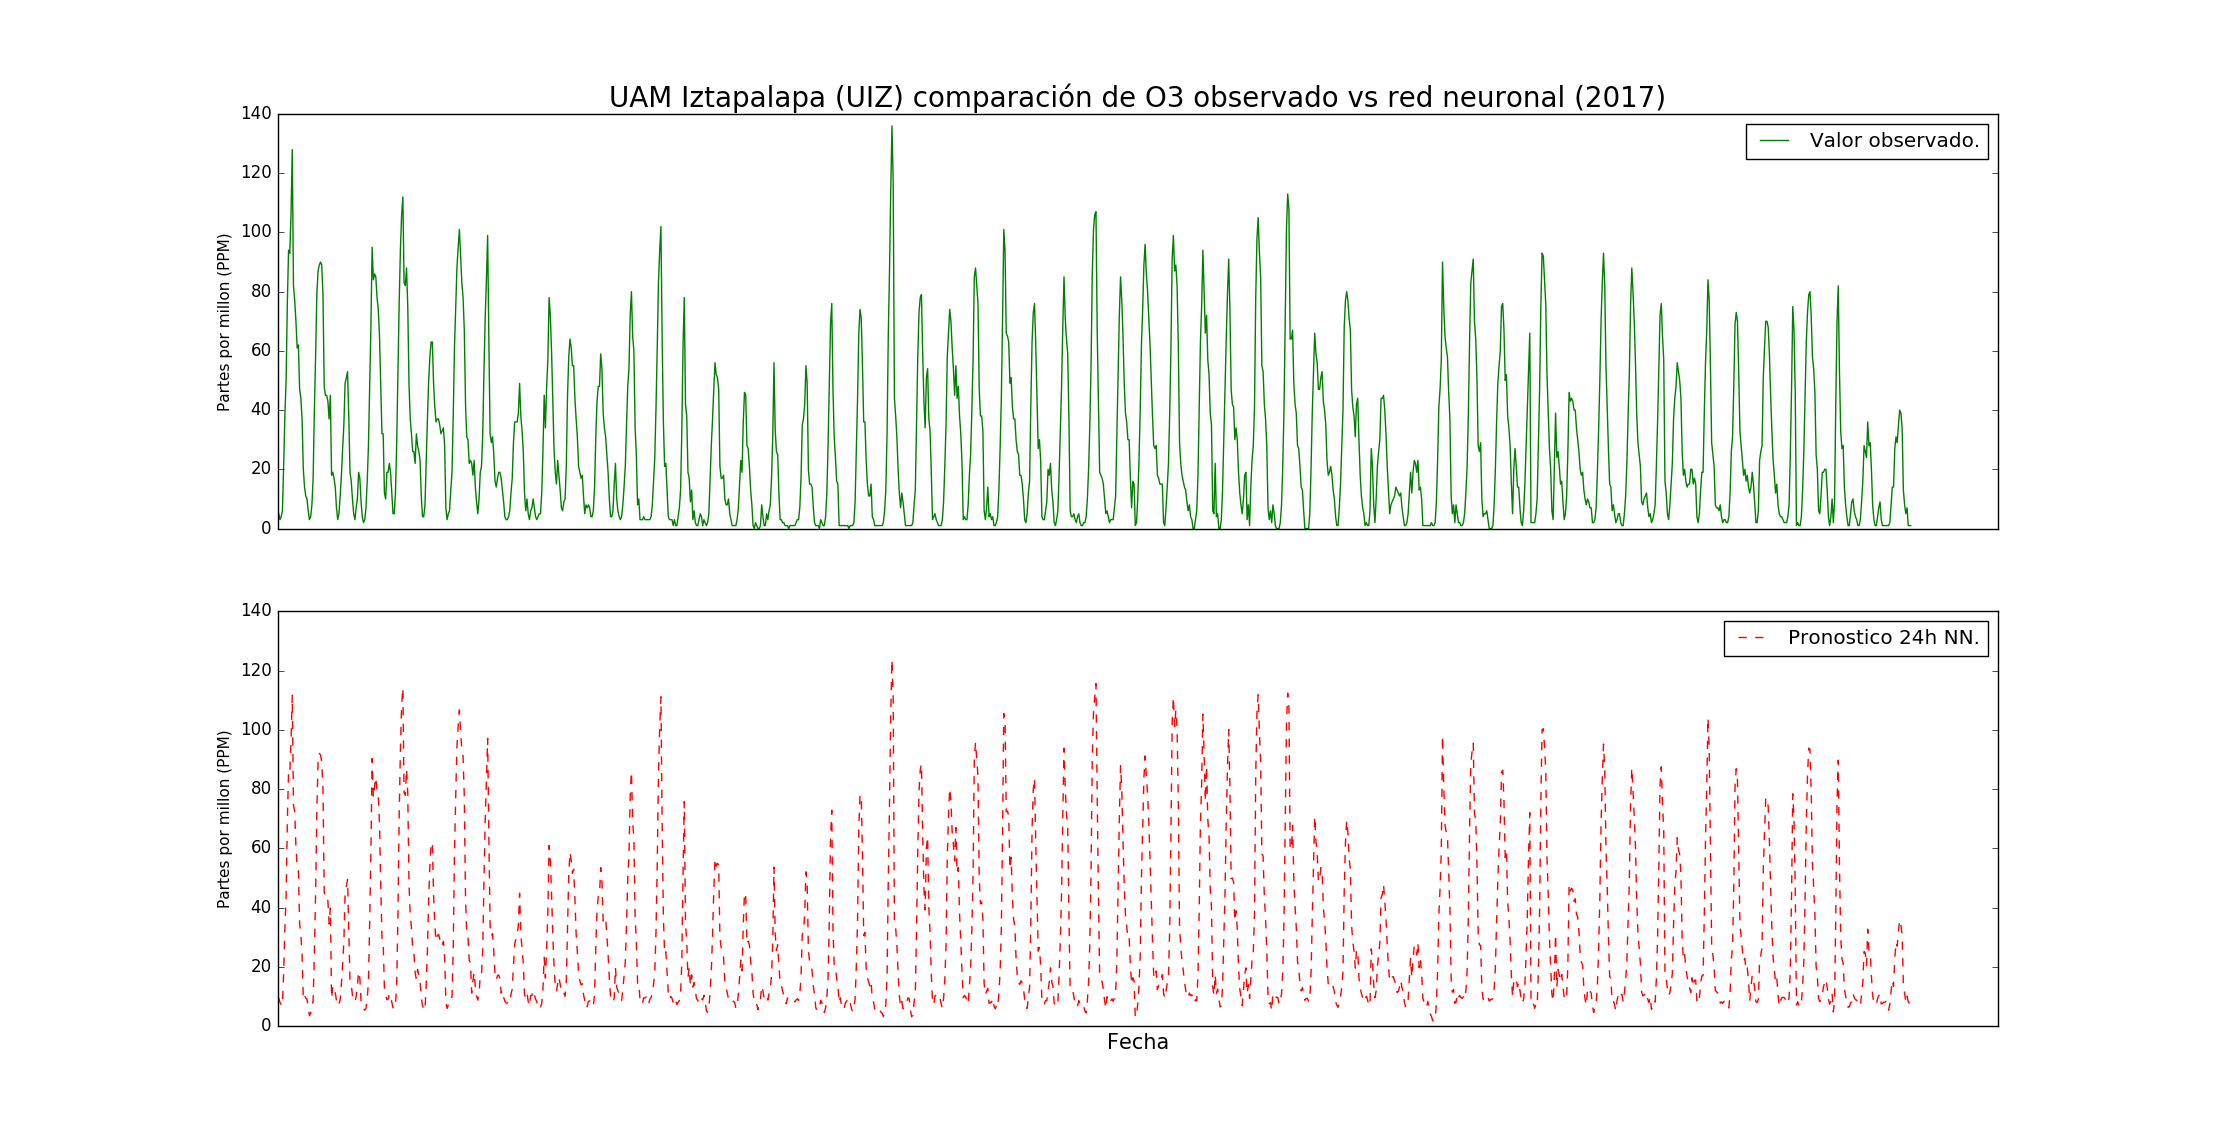 UAM Iztapalapa (UIZ) comparación de O3 observado vs red neuronal (2017)
140
120
100
80
60
40
20
0
Partes por millon (PPM)
Valor observado.
140
120
100
80
60
40
20
0
Partes por millon (PPM)
Pronostico 24h NN.
Fecha